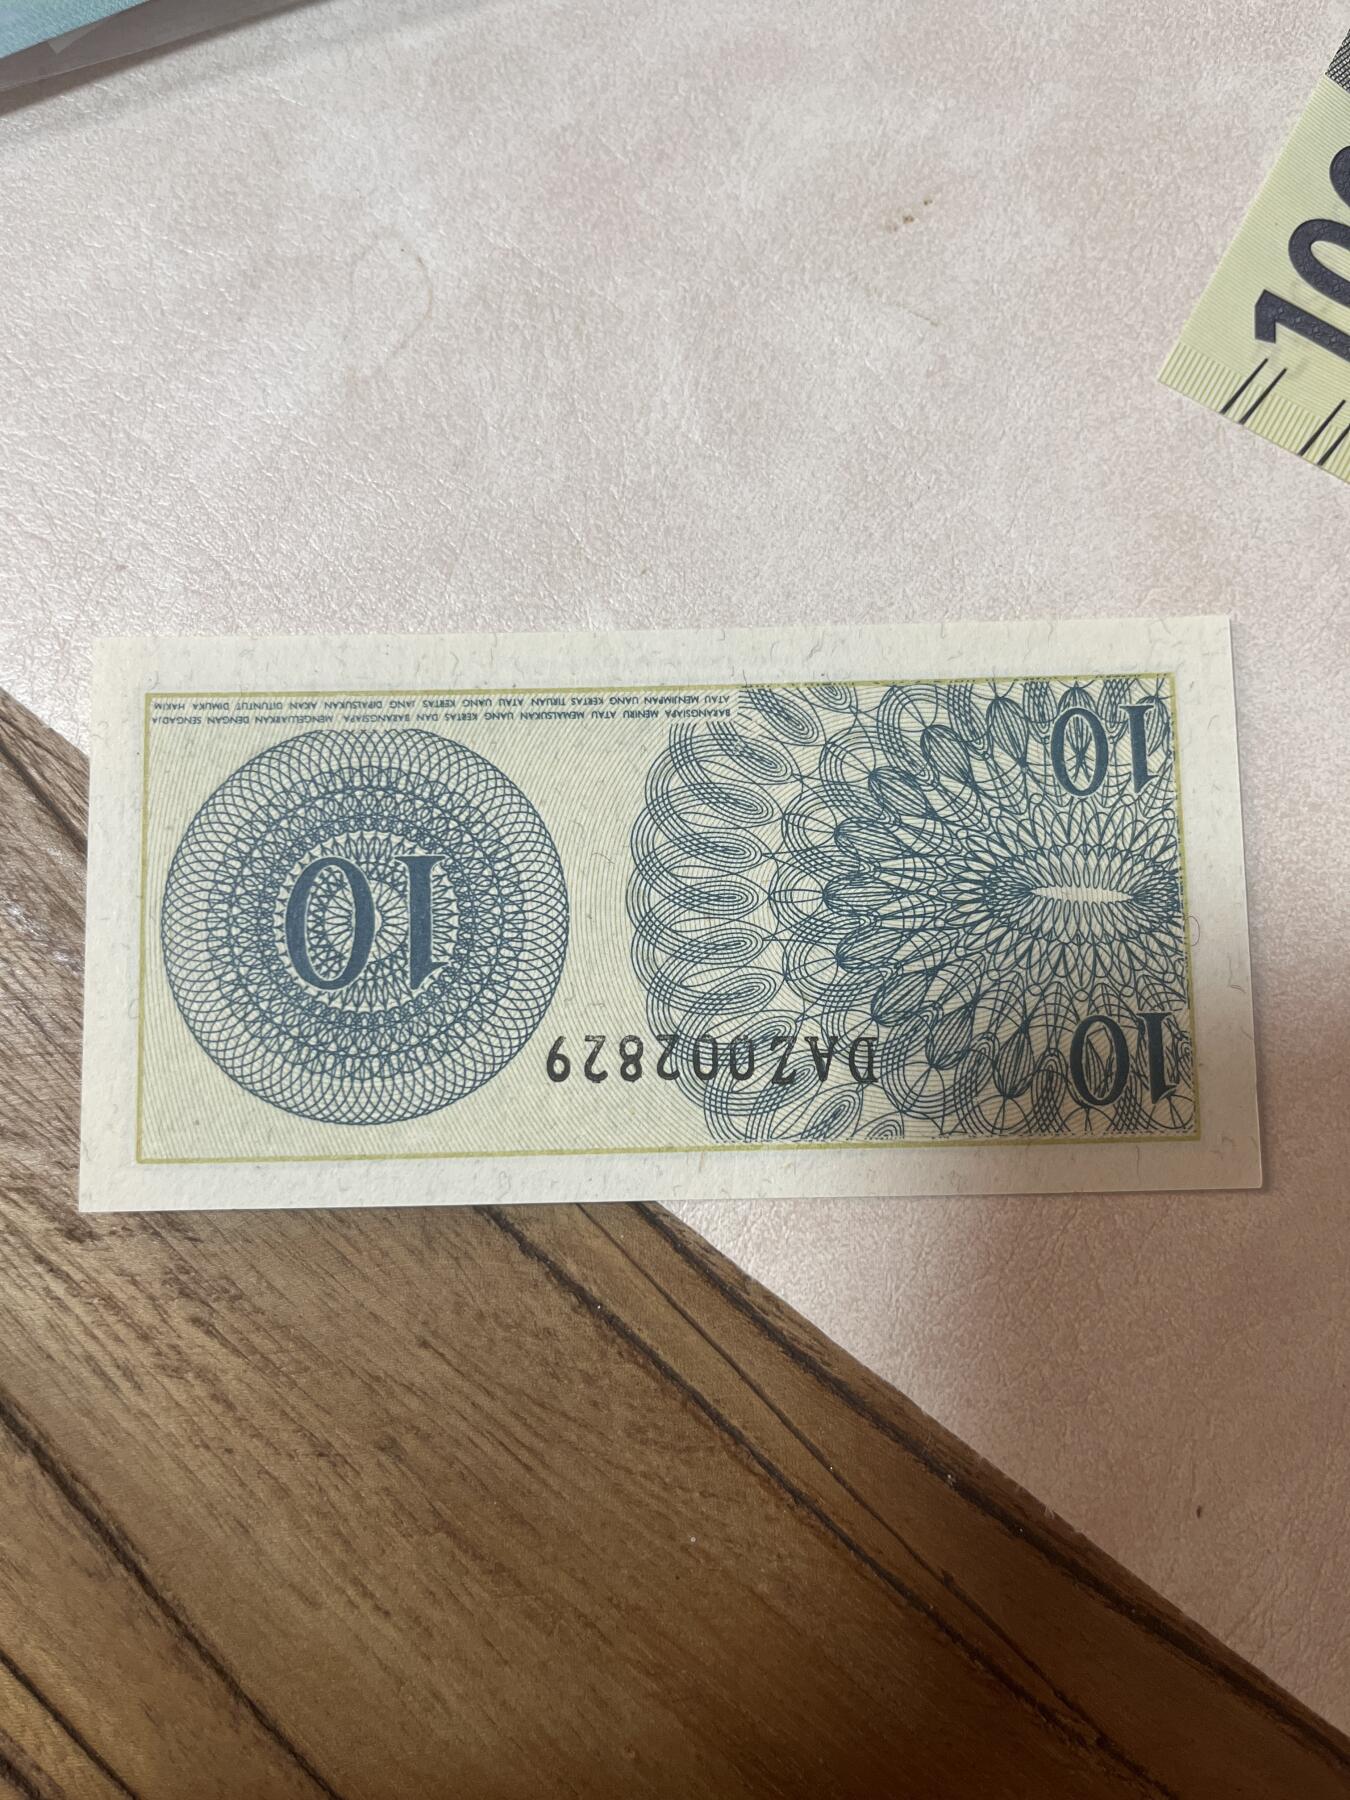 10
DAZ002829
10
10
BARANGSIAPA MENIRU ATAU MEMALSUKAN UANG KERTAS DAN BARANGSIAPA MENGELUARKAN DENGAN SENGADJA
ATAU MENJIMPAN UANG KERTAS TIRUAN ATAU UANG KERTAS JANG DIPALSUKAN AKAN DITUNTUT DIMUKA HAKIM